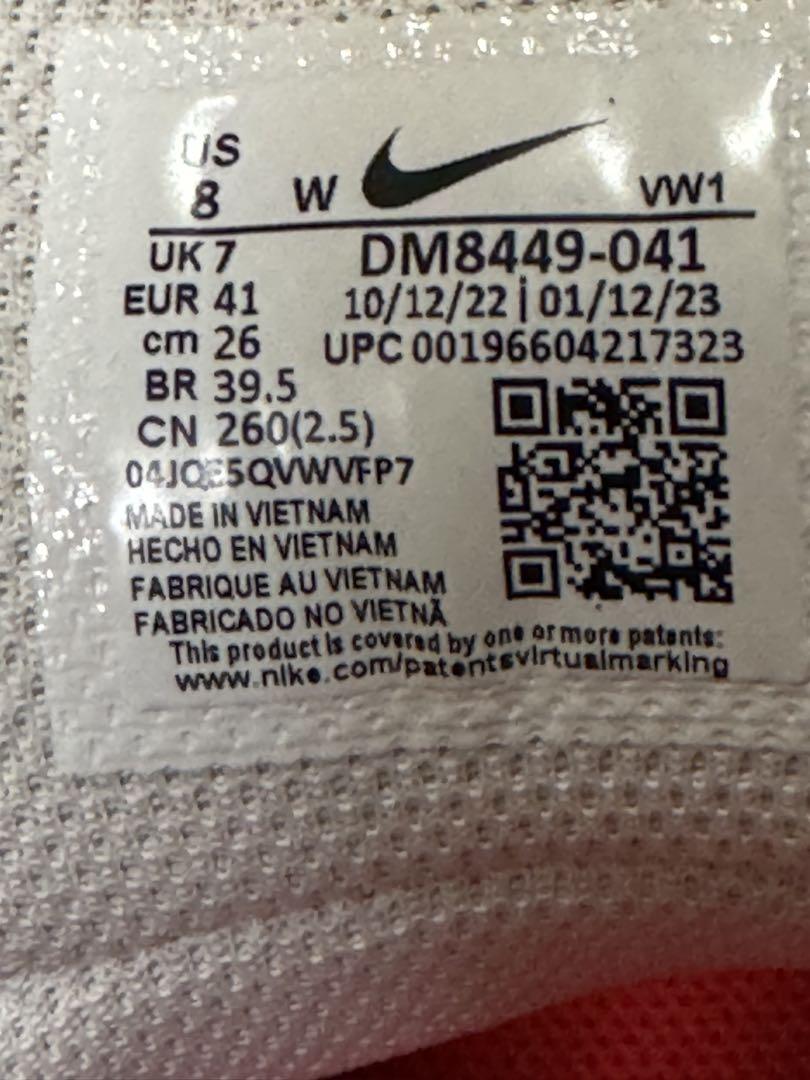 US
8 W VW1
UK 7 DM8449-041
EUR 41 10/12/22 | 01/12/23
cm 26 UPC 00196604217323
BR 39.5
CN 260(2.5)
MADE IN VIETNAM
HECHO EN VIETNAM
FABRIQUE AU VIETNAM
FABRICADO NO VIETNÃ
This product is covered by one or more patents:
www.nike.com/patentsvirtualmarking